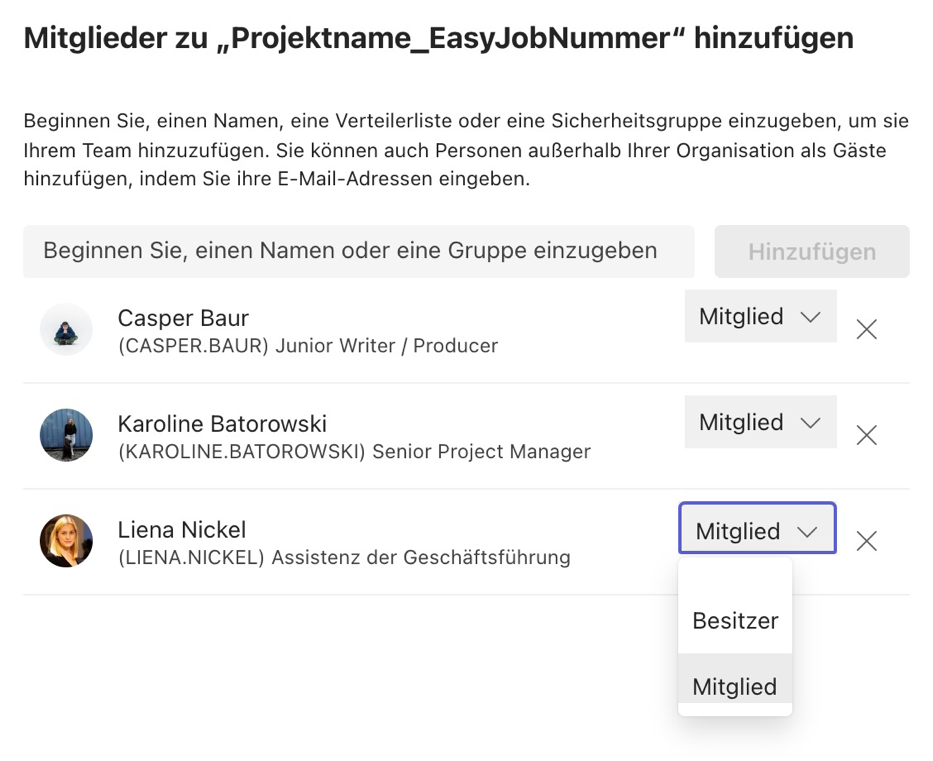 Mitglieder zu „Projektname_EasyJobNummer“ hinzufügen
Beginnen Sie, einen Namen, eine Verteilerliste oder eine Sicherheitsgruppe einzugeben, um sie
Ihrem Team hinzuzufügen. Sie können auch Personen außerhalb Ihrer Organisation als Gäste
hinzufügen, indem Sie ihre E-Mail-Adressen eingeben.
Beginnen Sie, einen Namen oder eine Gruppe einzugeben
Hinzufügen
Casper Baur
(CASPER.BAUR) Junior Writer / Producer
Mitglied
Karoline Batorowski
(KAROLINE.BATOROWSKI) Senior Project Manager
Mitglied
Liena Nickel
(LIENA.NICKEL) Assistenz der Geschäftsführung
Mitglied
Besitzer
Mitglied